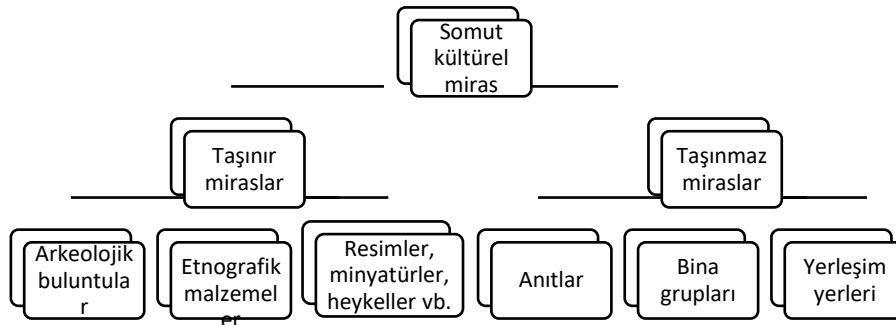 Somut
kültürel
miras
Taşınır
miraslar
Taşınmaz
miraslar
Arkeolojik
buluntula
r
Etnografik
malzemel
er
Resimler,
minyatürler,
heykeller vb.
Anıtlar
Bina
grupları
Yerleşim
yerleri